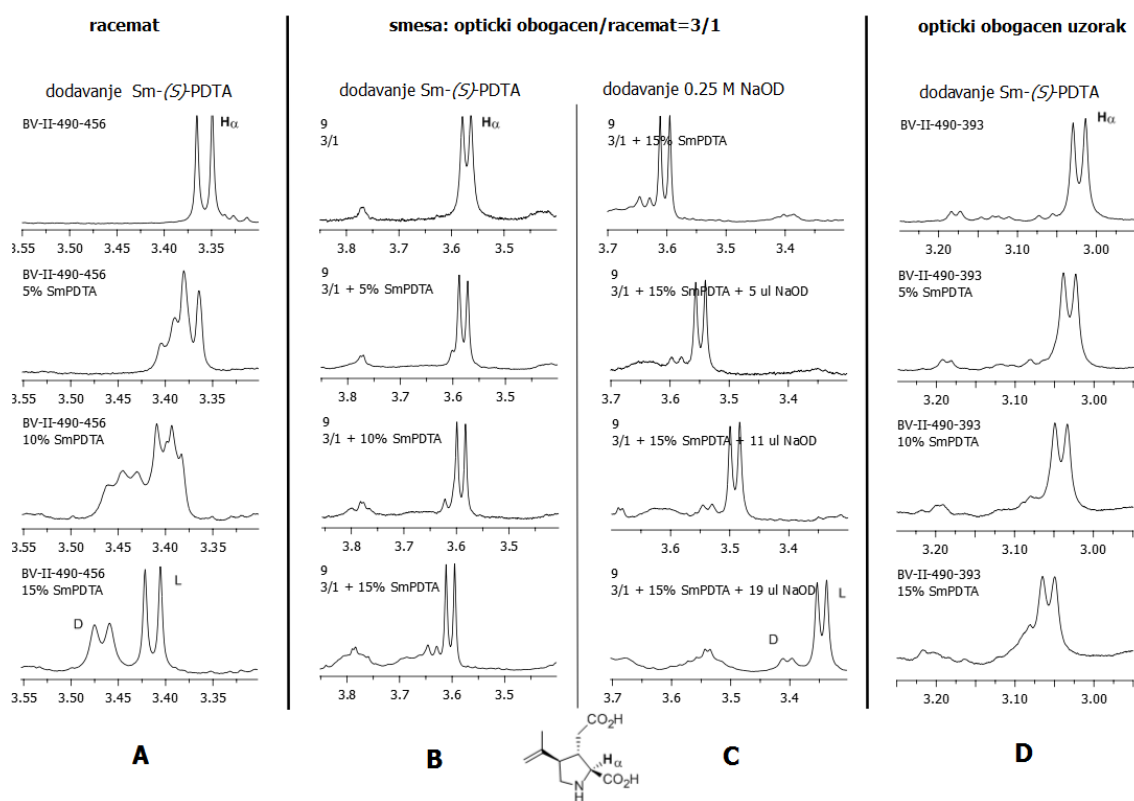 racemat
smesa: opticki obogacen/racemat=3/1
opticki obogacen uzorak
dodavanje Sm-(S)-PDTA
BV-II-490-456
Hα
3.55 3.50 3.45 3.40 3.35
BV-II-490-456
5% SmPDTA
3.55 3.50 3.45 3.40 3.35
BV-II-490-456
10% SmPDTA
3.55 3.50 3.45 3.40 3.35
BV-II-490-456
15% SmPDTA
D
L
3.55 3.50 3.45 3.40 3.35
A
dodavanje Sm-(S)-PDTA
9
3/1
Hα
3.8 3.7 3.6 3.5
9
3/1 + 5% SmPDTA
3.8 3.7 3.6 3.5
9
3/1 + 10% SmPDTA
3.8 3.7 3.6 3.5
9
3/1 + 15% SmPDTA
3.8 3.7 3.6 3.5
B
dodavanje 0.25 M NaOD
9
3/1 + 15% SmPDTA
3.7 3.6 3.5 3.4
9
3/1 + 15% SmPDTA + 5 ul NaOD
3.7 3.6 3.5 3.4
9
3/1 + 15% SmPDTA + 11 ul NaOD
3.6 3.5 3.4
9
3/1 + 15% SmPDTA + 19 ul NaOD
D
L
3.7 3.6 3.5 3.4
C
dodavanje Sm-(S)-PDTA
BV-II-490-393
Hα
3.20 3.10 3.00
BV-II-490-393
5% SmPDTA
3.20 3.10 3.00
BV-II-490-393
10% SmPDTA
3.20 3.10 3.00
BV-II-490-393
15% SmPDTA
3.20 3.10 3.00
D
CO2H
Hα
CO2H
N
H